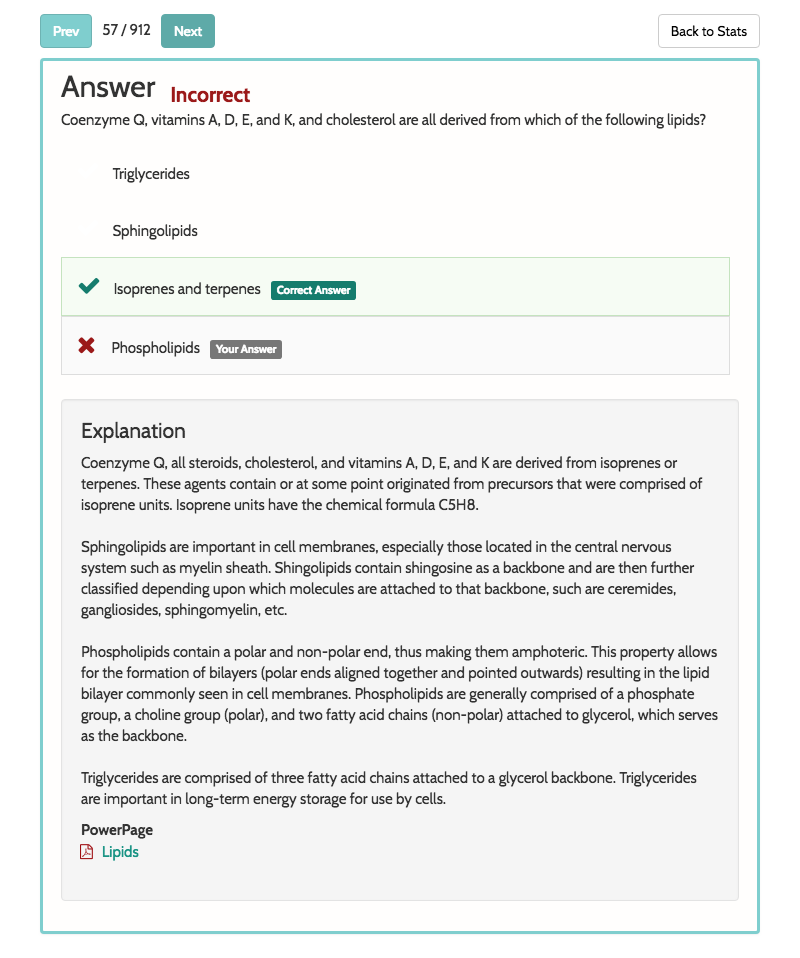 Prev 57 / 912 Next Back to Stats
Answer Incorrect
Coenzyme Q, vitamins A, D, E, and K, and cholesterol are all derived from which of the following lipids?
Triglycerides
Sphingolipids
Isoprenes and terpenes Correct Answer
Phospholipids Your Answer
Explanation
Coenzyme Q, all steroids, cholesterol, and vitamins A, D, E, and K are derived from isoprenes or
terpenes. These agents contain or at some point originated from precursors that were comprised of
isoprene units. Isoprene units have the chemical formula C5H8.
Sphingolipids are important in cell membranes, especially those located in the central nervous
system such as myelin sheath. Shingolipids contain shingosine as a backbone and are then further
classified depending upon which molecules are attached to that backbone, such are ceremides,
gangliosides, sphingomyelin, etc.
Phospholipids contain a polar and non-polar end, thus making them amphoteric. This property allows
for the formation of bilayers (polar ends aligned together and pointed outwards) resulting in the lipid
bilayer commonly seen in cell membranes. Phospholipids are generally comprised of a phosphate
group, a choline group (polar), and two fatty acid chains (non-polar) attached to glycerol, which serves
as the backbone.
Triglycerides are comprised of three fatty acid chains attached to a glycerol backbone. Triglycerides
are important in long-term energy storage for use by cells.
PowerPage
Lipids